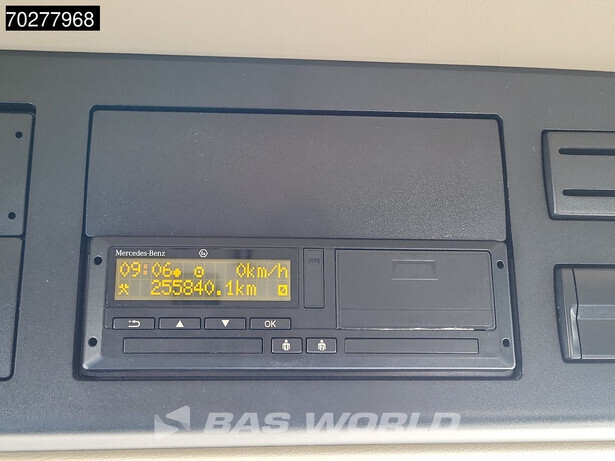 70277968
Mercedes-Benz
09:06 0km/h
255840.1km
OK
BAS WORLD